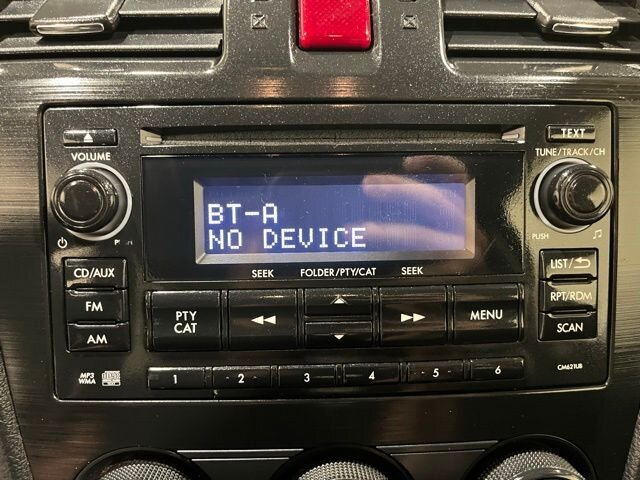 TEXT
VOLUME
TUNE/TRACK/CH
BT-A
NO DEVICE
PUSH
SEEK FOLDER/PTY/CAT SEEK
CD/AUX
LIST/
FM
PTY
CAT
MENU
RPT/RDM
AM
SCAN
MP3
WMA
1 2 3 4 5 6
CM621UB